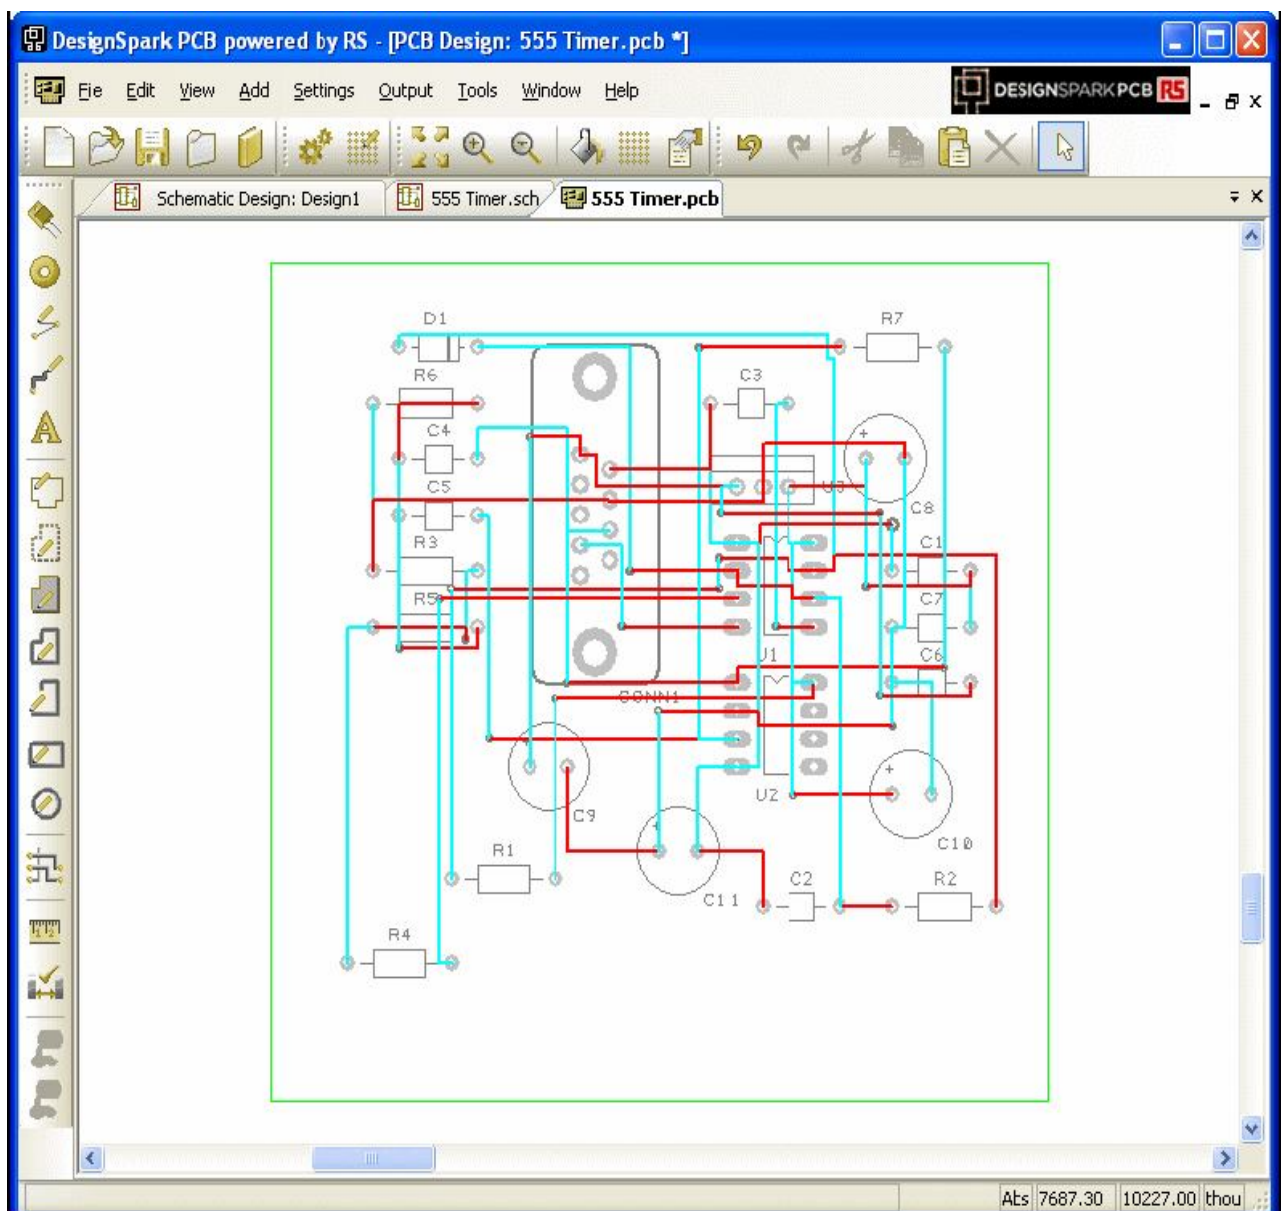 DesignSpark PCB powered by RS - [PCB Design: 555 Timer.pcb *]
Fie Edit View Add Settings Output Tools Window Help
DESIGNSPARK PCB RS
Schematic Design: Design1 555 Timer.sch 555 Timer.pcb
D1 R7
R6 C3
C4 +
C5 U3
C8
R3 C1
R5 C7
U1 C6
CONN1
+
U2 +
C9
C10
R1 +
C11 C2 R2
R4
Abs 7687.30 10227.00 thou